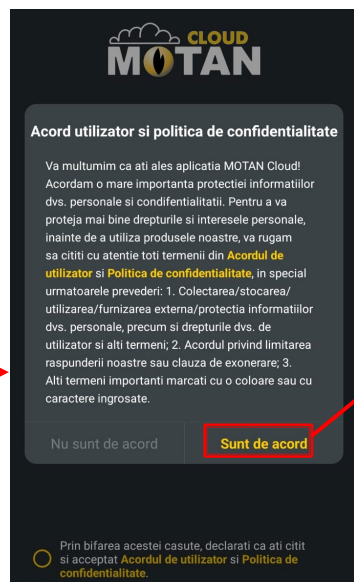 CLOUD
MOTAN
Acord utilizator si politica de confidentialitate
Va multumim ca ati ales aplicatia MOTAN Cloud!
Acordam o mare importanta protectiei informatiilor
dvs. personale si condifentialitatii. Pentru a va
proteja mai bine drepturile si interesele personale,
inainte de a utiliza produsele noastre, va rugam
sa cititi cu atentie toti termenii din Acordul de
utilizator si Politica de confidentialitate, in special
urmatoarele prevederi: 1. Colectarea/stocarea/
utilizarea/furnizarea externa/protectia informatiilor
dvs. personale, precum si drepturile dvs. de
utilizator si alti termeni; 2. Acordul privind limitarea
raspunderii noastre sau clauza de exonerare; 3.
Alti termeni importanti marcati cu o coloare sau cu
caractere ingrosate.
Nu sunt de acord
Sunt de acord
Prin bifarea acestei casute, declarati ca ati citit
si acceptat Acordul de utilizator si Politica de
confidentialitate.